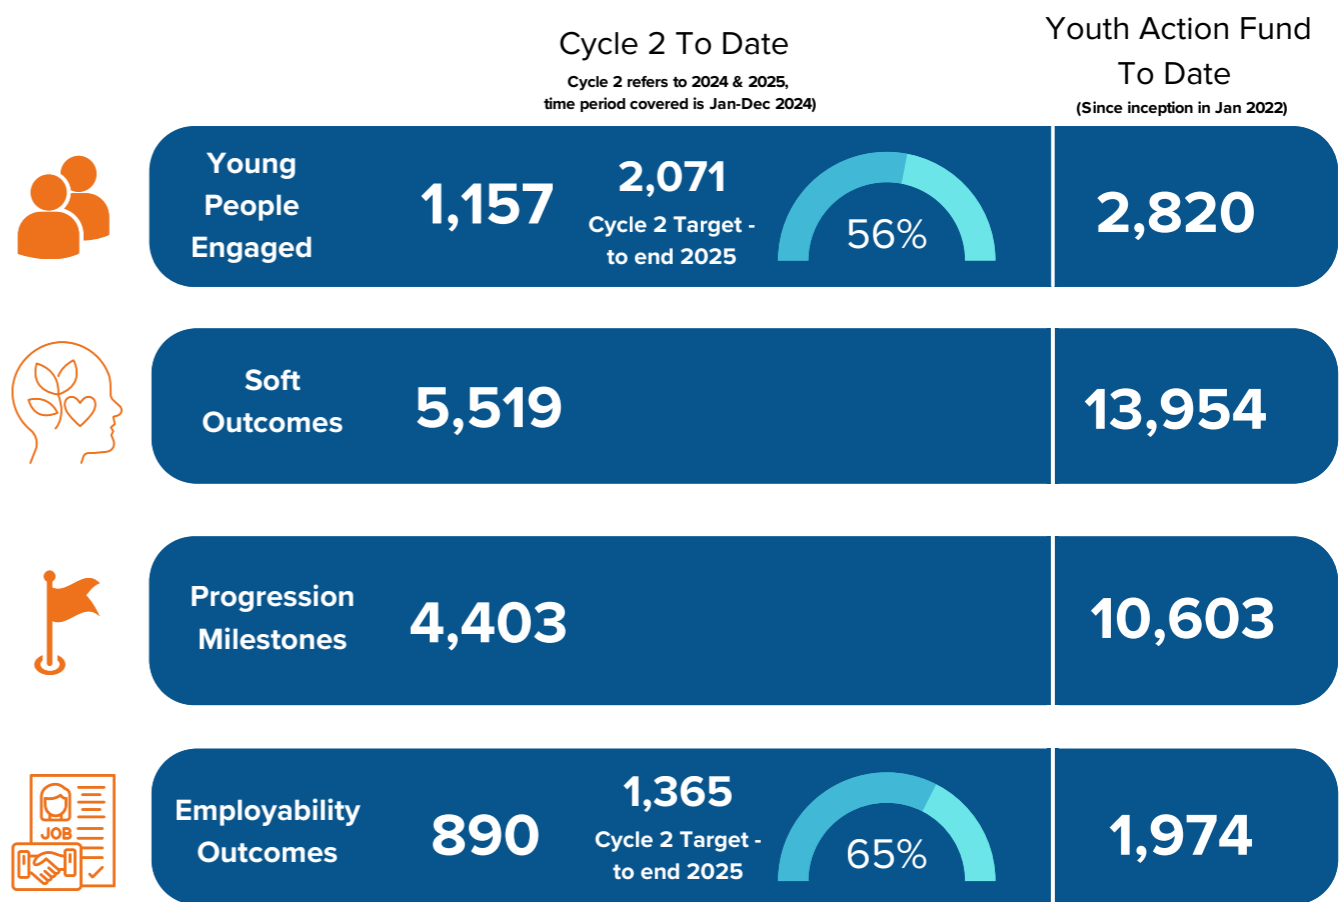 Cycle 2 To Date
Cycle 2 refers to 2024 & 2025,
time period covered is Jan-Dec 2024)
Youth Action Fund
To Date
(Since inception in Jan 2022)
Young
People
Engaged
1,157
2,071
Cycle 2 Target -
to end 2025
56%
2,820
Soft
Outcomes
5,519
13,954
Progression
Milestones
4,403
10,603
JOB
Employability
Outcomes
890
1,365
Cycle 2 Target -
to end 2025
65%
1,974